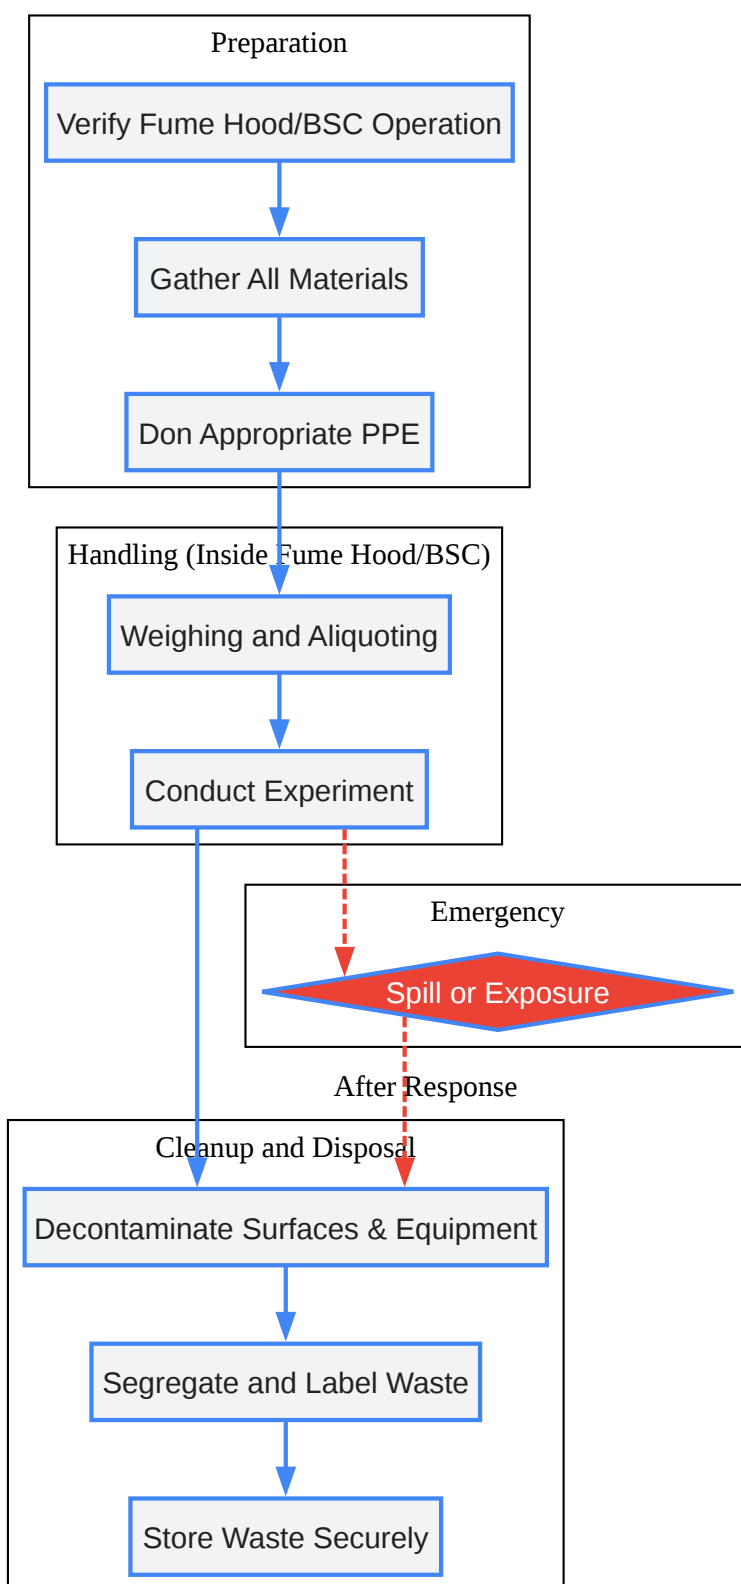 Preparation
Verify Fume Hood/BSC Operation
Gather All Materials
Don Appropriate PPE
Handling (Inside Fume Hood/BSC)
Weighing and Aliquoting
Conduct Experiment
Emergency
Spill or Exposure
After Response
Cleanup and Disposal
Decontaminate Surfaces & Equipment
Segregate and Label Waste
Store Waste Securely